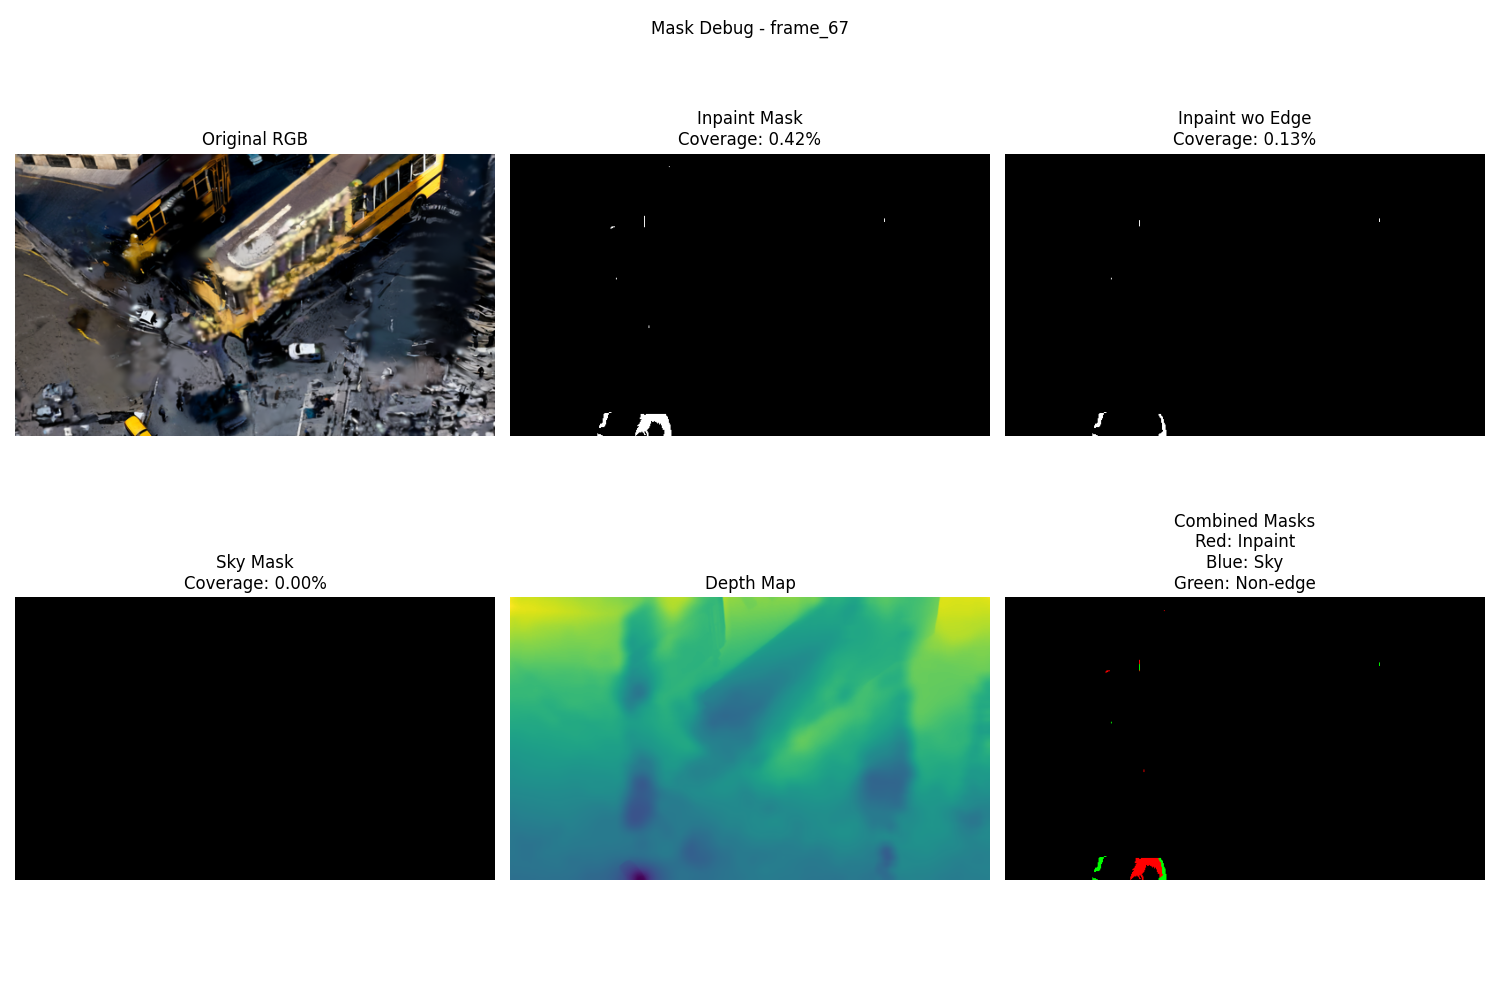 Mask Debug - frame_67
Original RGB
Inpaint Mask
Coverage: 0.42%
Inpaint wo Edge
Coverage: 0.13%
Sky Mask
Coverage: 0.00%
Depth Map
Combined Masks
Red: Inpaint
Blue: Sky
Green: Non-edge